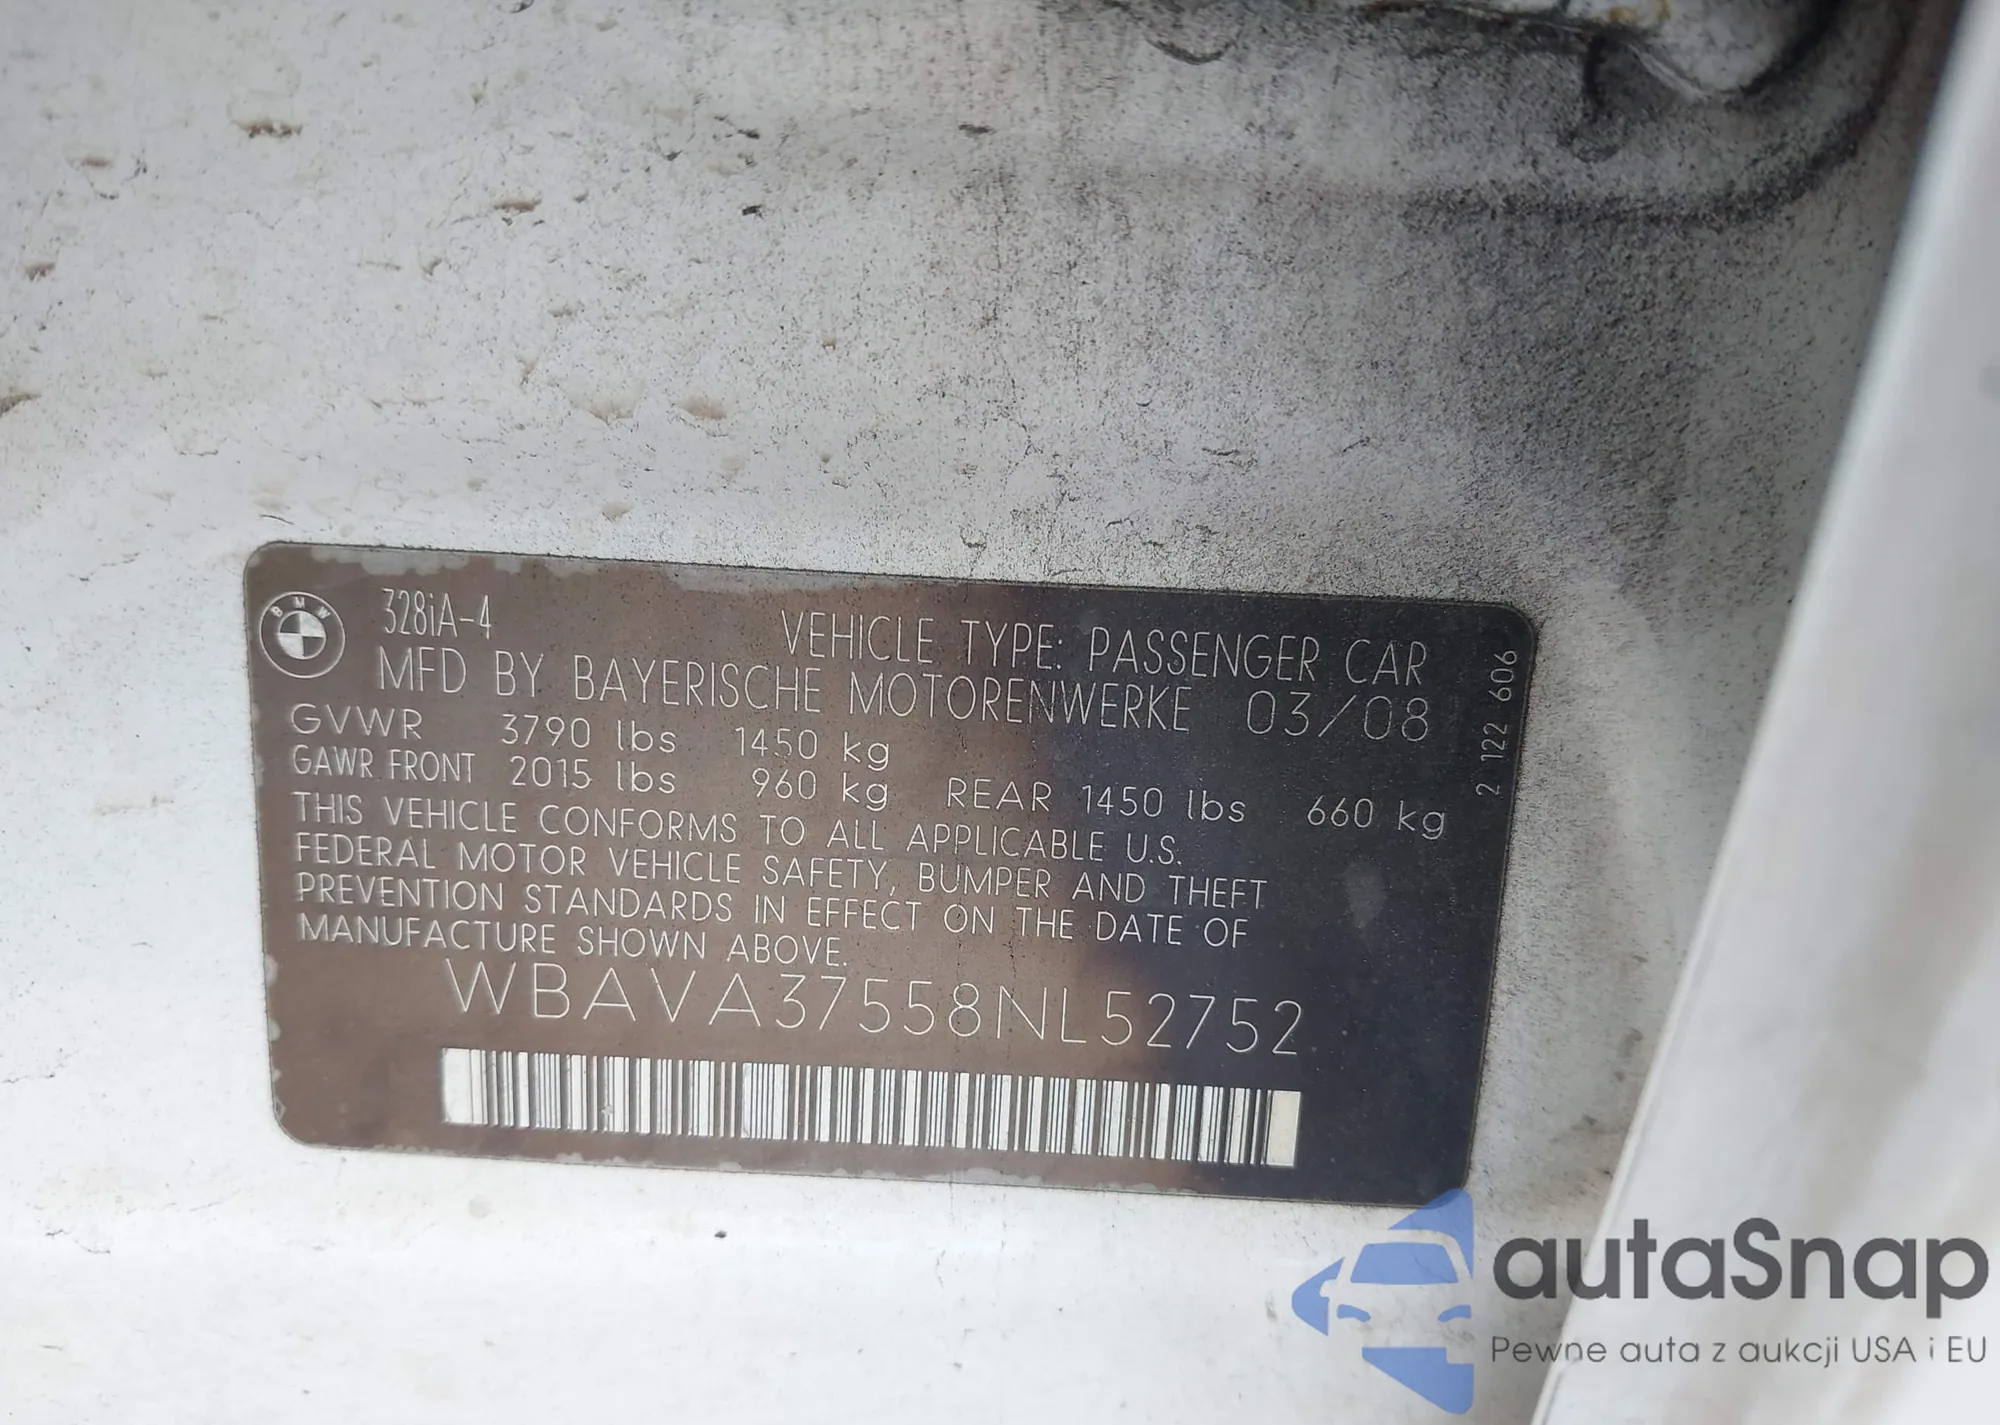 BMW
328iA-4
VEHICLE TYPE: PASSENGER CAR
MFD BY BAYERISCHE MOTORENWERKE 03/08
GVWR 3790 lbs 1450 kg
GAWR FRONT 2015 lbs 960 kg REAR 1450 lbs 660 kg
THIS VEHICLE CONFORMS TO ALL APPLICABLE U.S.
FEDERAL MOTOR VEHICLE SAFETY, BUMPER AND THEFT
PREVENTION STANDARDS IN EFFECT ON THE DATE OF
MANUFACTURE SHOWN ABOVE.
WBAVA37558NL52752
2 122 606
autaSnap
Pewne auta z aukcji USA i EU